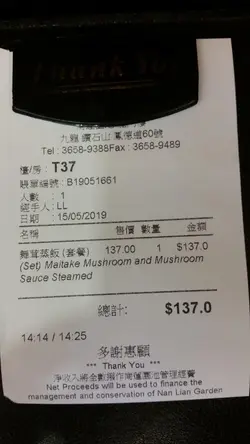 Thank You
九龍 鑽石山 鳳德道60號
Tel : 3658-9388Fax : 3658-9489
檯/房 : T37
賬單編號 : B19051661
人數 : 1
經手人 : LL
日期 : 15/05/2019
名稱 售價 數量 金額
舞茸菜飯 (套餐) 137.00 1 $137.0
(Set) Maitake Mushroom and Mushroom
Sauce Steamed
總計: $137.0
14:14 / 14:25
多謝惠顧
*** Thank You ***
淨收入將全數撥作南蓮園池管理經費
Net Proceeds will be used to finance the
management and conservation of Nan Lian Garden